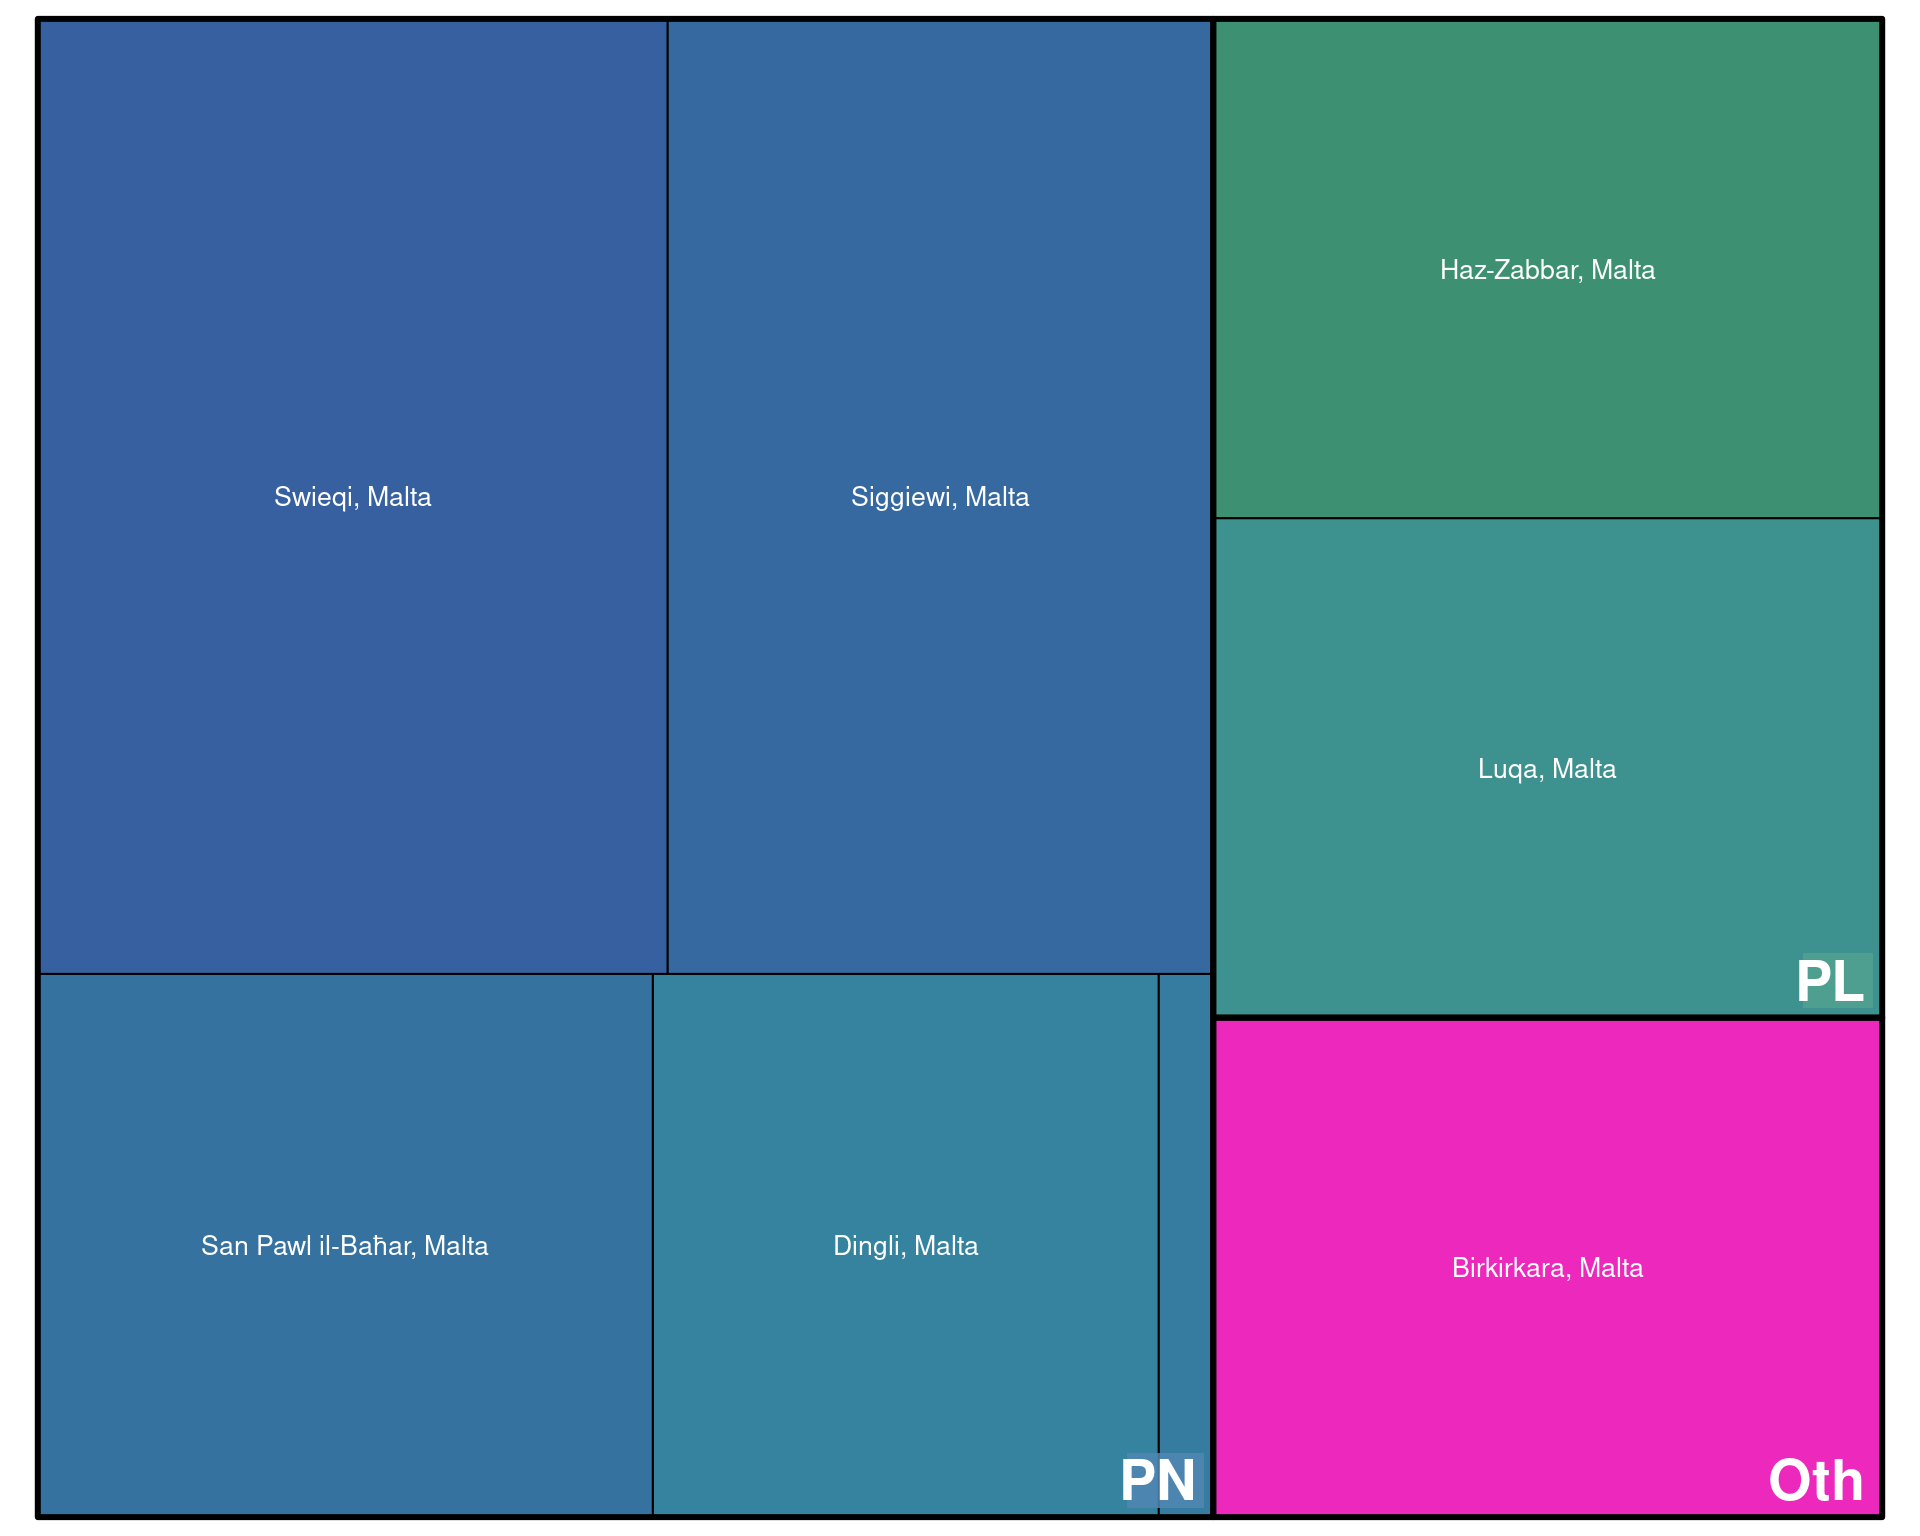 Swieqi, Malta
Siggiewi, Malta
San Pawl il-Baħar, Malta
Dingli, Malta
PN
Haz-Zabbar, Malta
Luqa, Malta
PL
Birkirkara, Malta
Oth